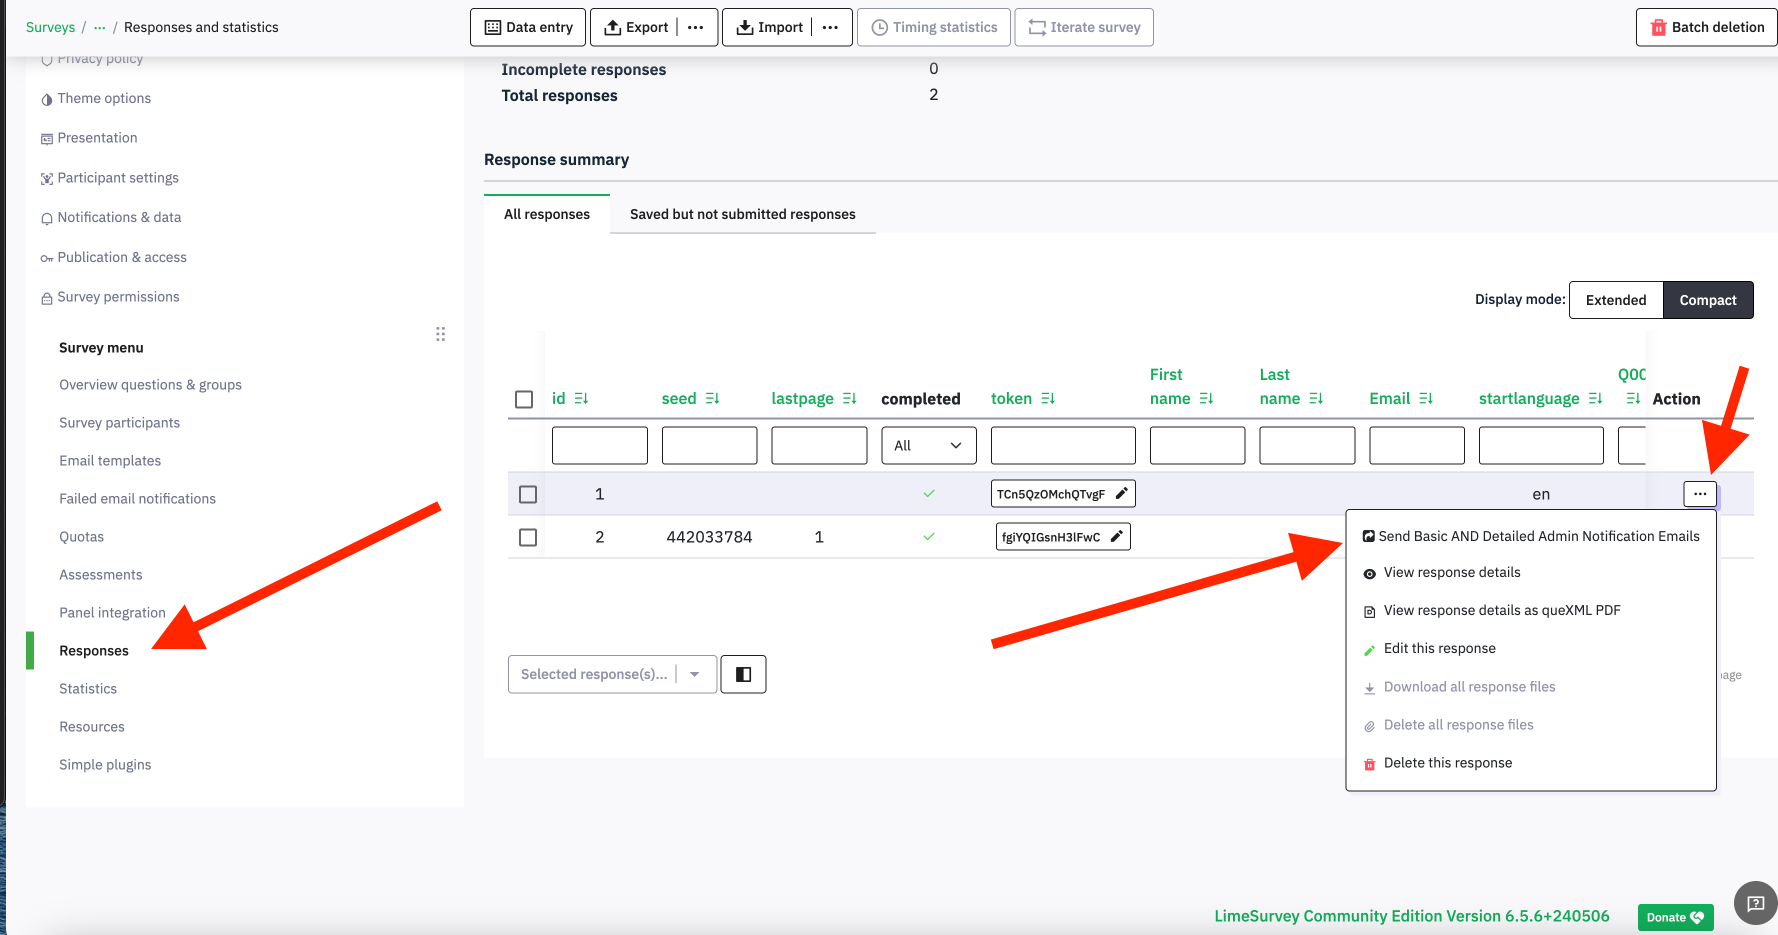 Surveys / ... / Responses and statistics
Data entry
Export
Import
Timing statistics
Iterate survey
Batch deletion
Privacy policy
Theme options
Presentation
Participant settings
Notifications & data
Publication & access
Survey permissions
Survey menu
Overview questions & groups
Survey participants
Email templates
Failed email notifications
Quotas
Assessments
Panel integration
Responses
Statistics
Resources
Simple plugins
Incomplete responses 0
Total responses 2
Response summary
All responses Saved but not submitted responses
Display mode: Extended Compact
id seed lastpage completed token First name Last name Email startlanguage Q00 Action
All
1 TCn5QzOMchQTvgF en ...
2 442033784 1 fgiYQIGsnH3lFwC
Send Basic AND Detailed Admin Notification Emails
View response details
View response details as queXML PDF
Edit this response
Download all response files
Delete all response files
Delete this response
Selected response(s)...
LimeSurvey Community Edition Version 6.5.6+240506
Donate